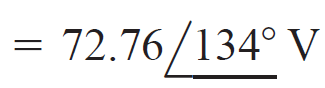 = 72.76∠134° V